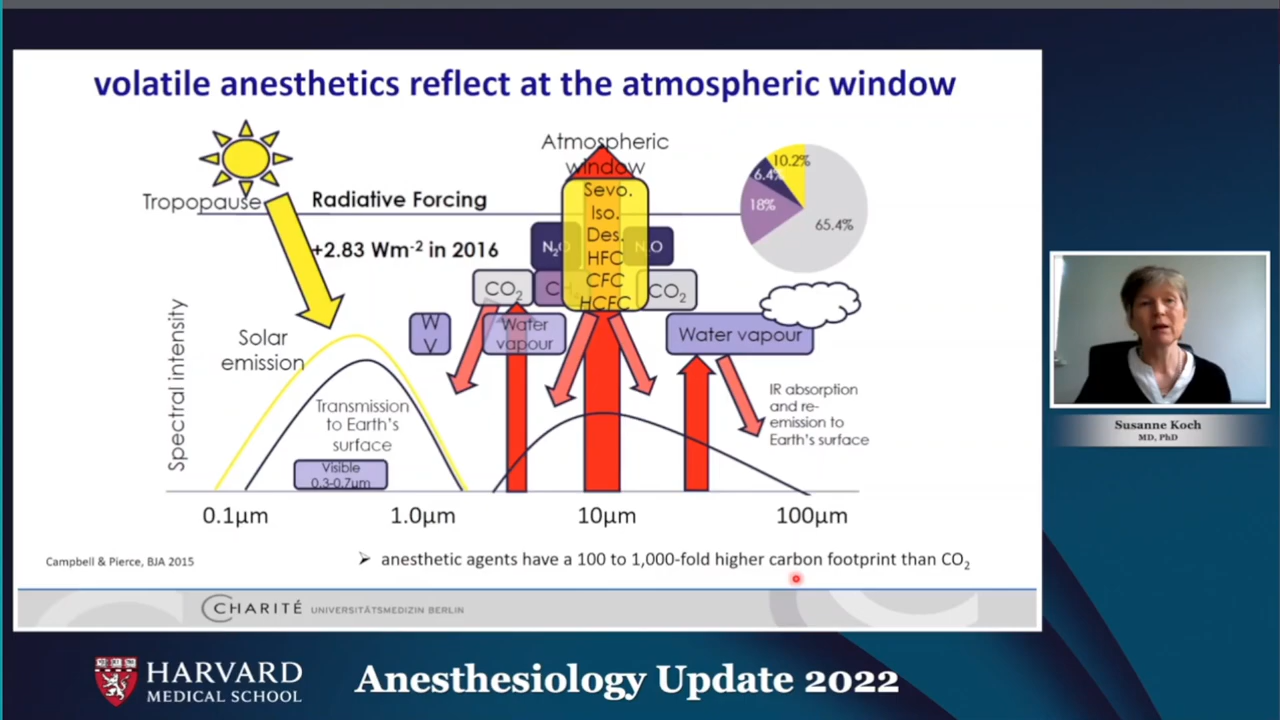 volatile anesthetics reflect at the atmospheric window
Atmospheric
window
Tropopause
Radiative Forcing
+2.83 Wm-2 in 2016
Sevo.
Iso.
Des.
HFC
CFC
HCFC
N2O
N2O
CO2
CO2
10.2%
6.4%
18%
65.4%
W
V
Water
vapour
Water vapour
Solar
emission
Spectral intensity
Transmission
to Earth's
surface
Visible
0.3-0.7µm
IR absorption
and re-
emission to
Earth's surface
0.1µm
1.0µm
10µm
100µm
Campbell & Pierce, BJA 2015
➢ anesthetic agents have a 100 to 1,000-fold higher carbon footprint than CO2
CHARITÉ UNIVERSITÄTSMEDIZIN BERLIN
Susanne Koch
MD, PhD
HARVARD
MEDICAL SCHOOL
Anesthesiology Update 2022